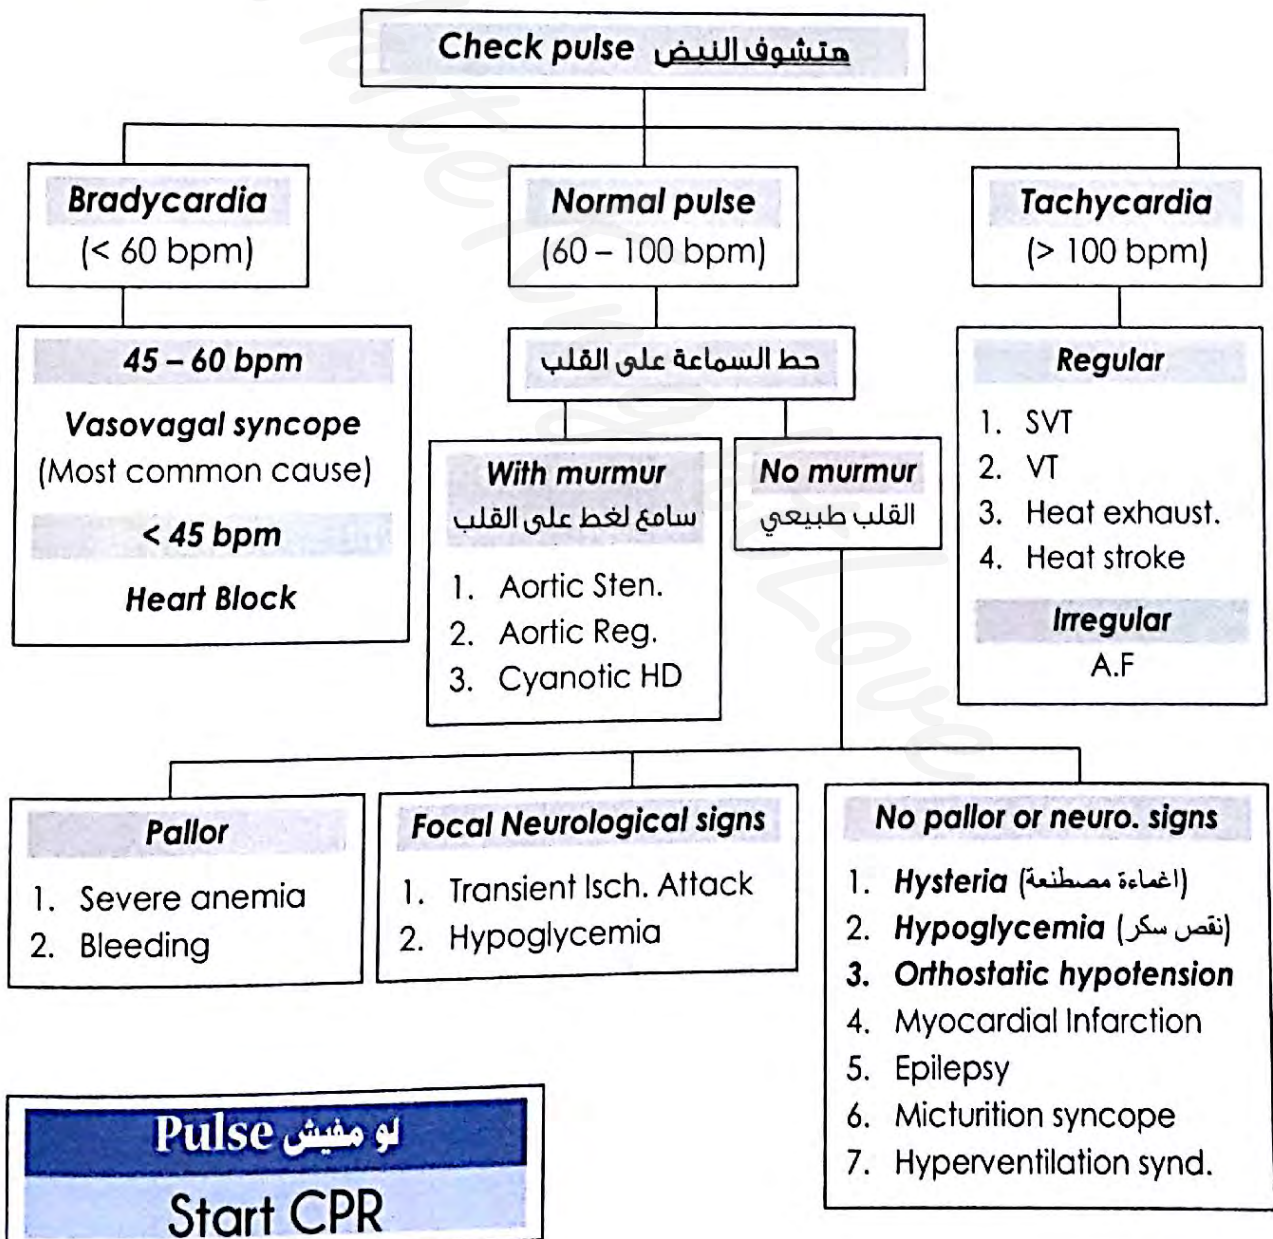 Check pulse هتشوف النبض
Bradycardia
(< 60 bpm)
Normal pulse
(60 – 100 bpm)
Tachycardia
(> 100 bpm)
45 – 60 bpm
Vasovagal syncope
(Most common cause)
< 45 bpm
Heart Block
حط السماعة على القلب
With murmur
سامع لغط على القلب
1. Aortic Sten.
2. Aortic Reg.
3. Cyanotic HD
No murmur
القلب طبيعي
Regular
1. SVT
2. VT
3. Heat exhaust.
4. Heat stroke
Irregular
A.F
Pallor
1. Severe anemia
2. Bleeding
Focal Neurological signs
1. Transient Isch. Attack
2. Hypoglycemia
No pallor or neuro. signs
1. Hysteria (اغماءة مصطنعة)
2. Hypoglycemia (نقص سكر)
3. Orthostatic hypotension
4. Myocardial Infarction
5. Epilepsy
6. Micturition syncope
7. Hyperventilation synd.
لو مفيش Pulse
Start CPR